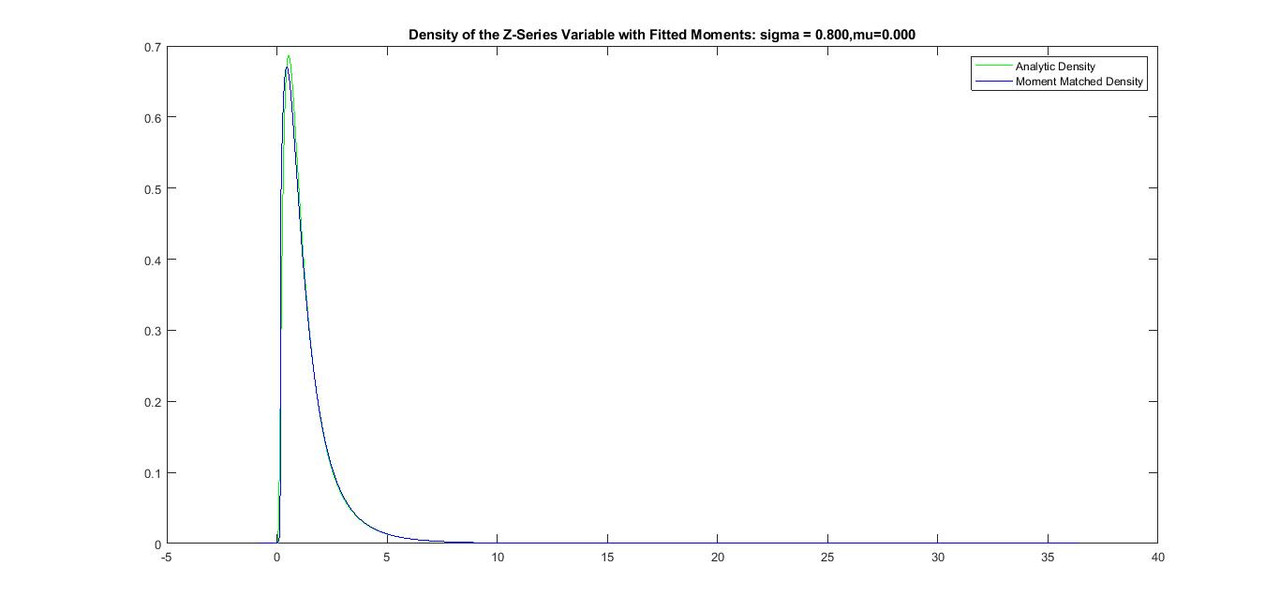 Density of the Z-Series Variable with Fitted Moments: sigma = 0.800,mu=0.000
Analytic Density
Moment Matched Density
0.7
0.6
0.5
0.4
0.3
0.2
0.1
0
-5 0 5 10 15 20 25 30 35 40